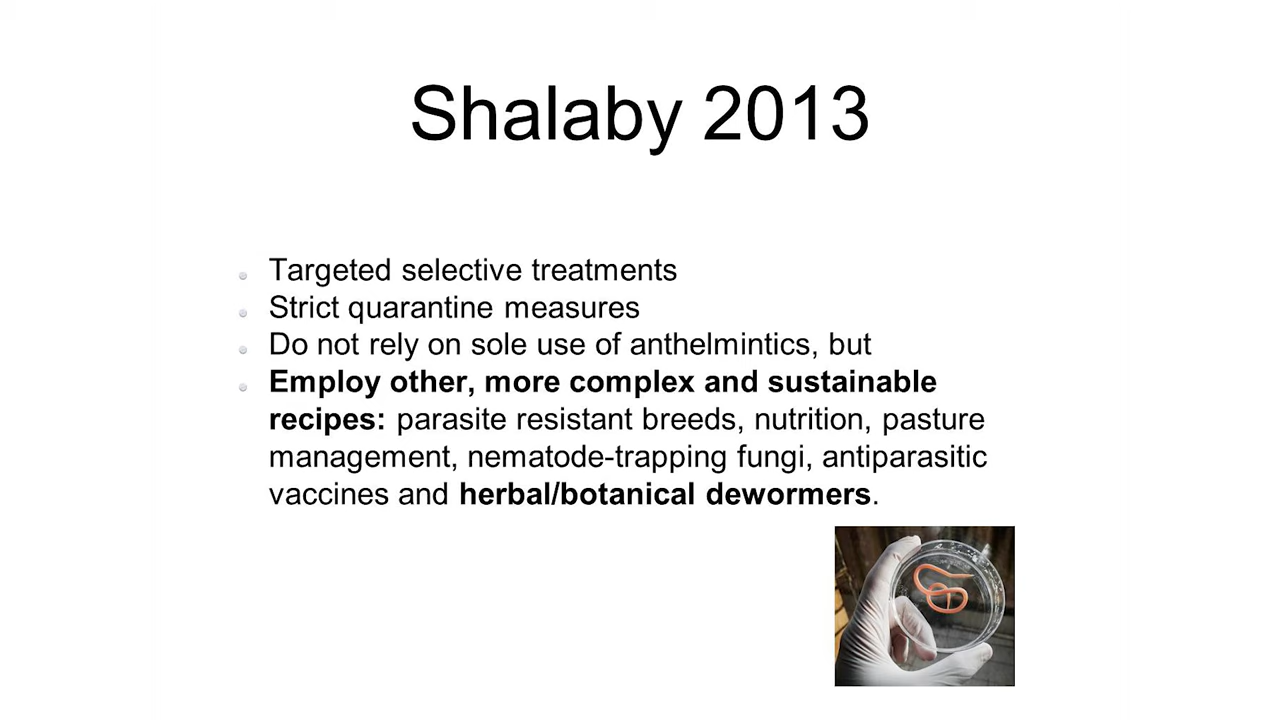 Shalaby 2013
Targeted selective treatments
Strict quarantine measures
Do not rely on sole use of anthelmintics, but
Employ other, more complex and sustainable
recipes: parasite resistant breeds, nutrition, pasture
management, nematode-trapping fungi, antiparasitic
vaccines and herbal/botanical dewormers.